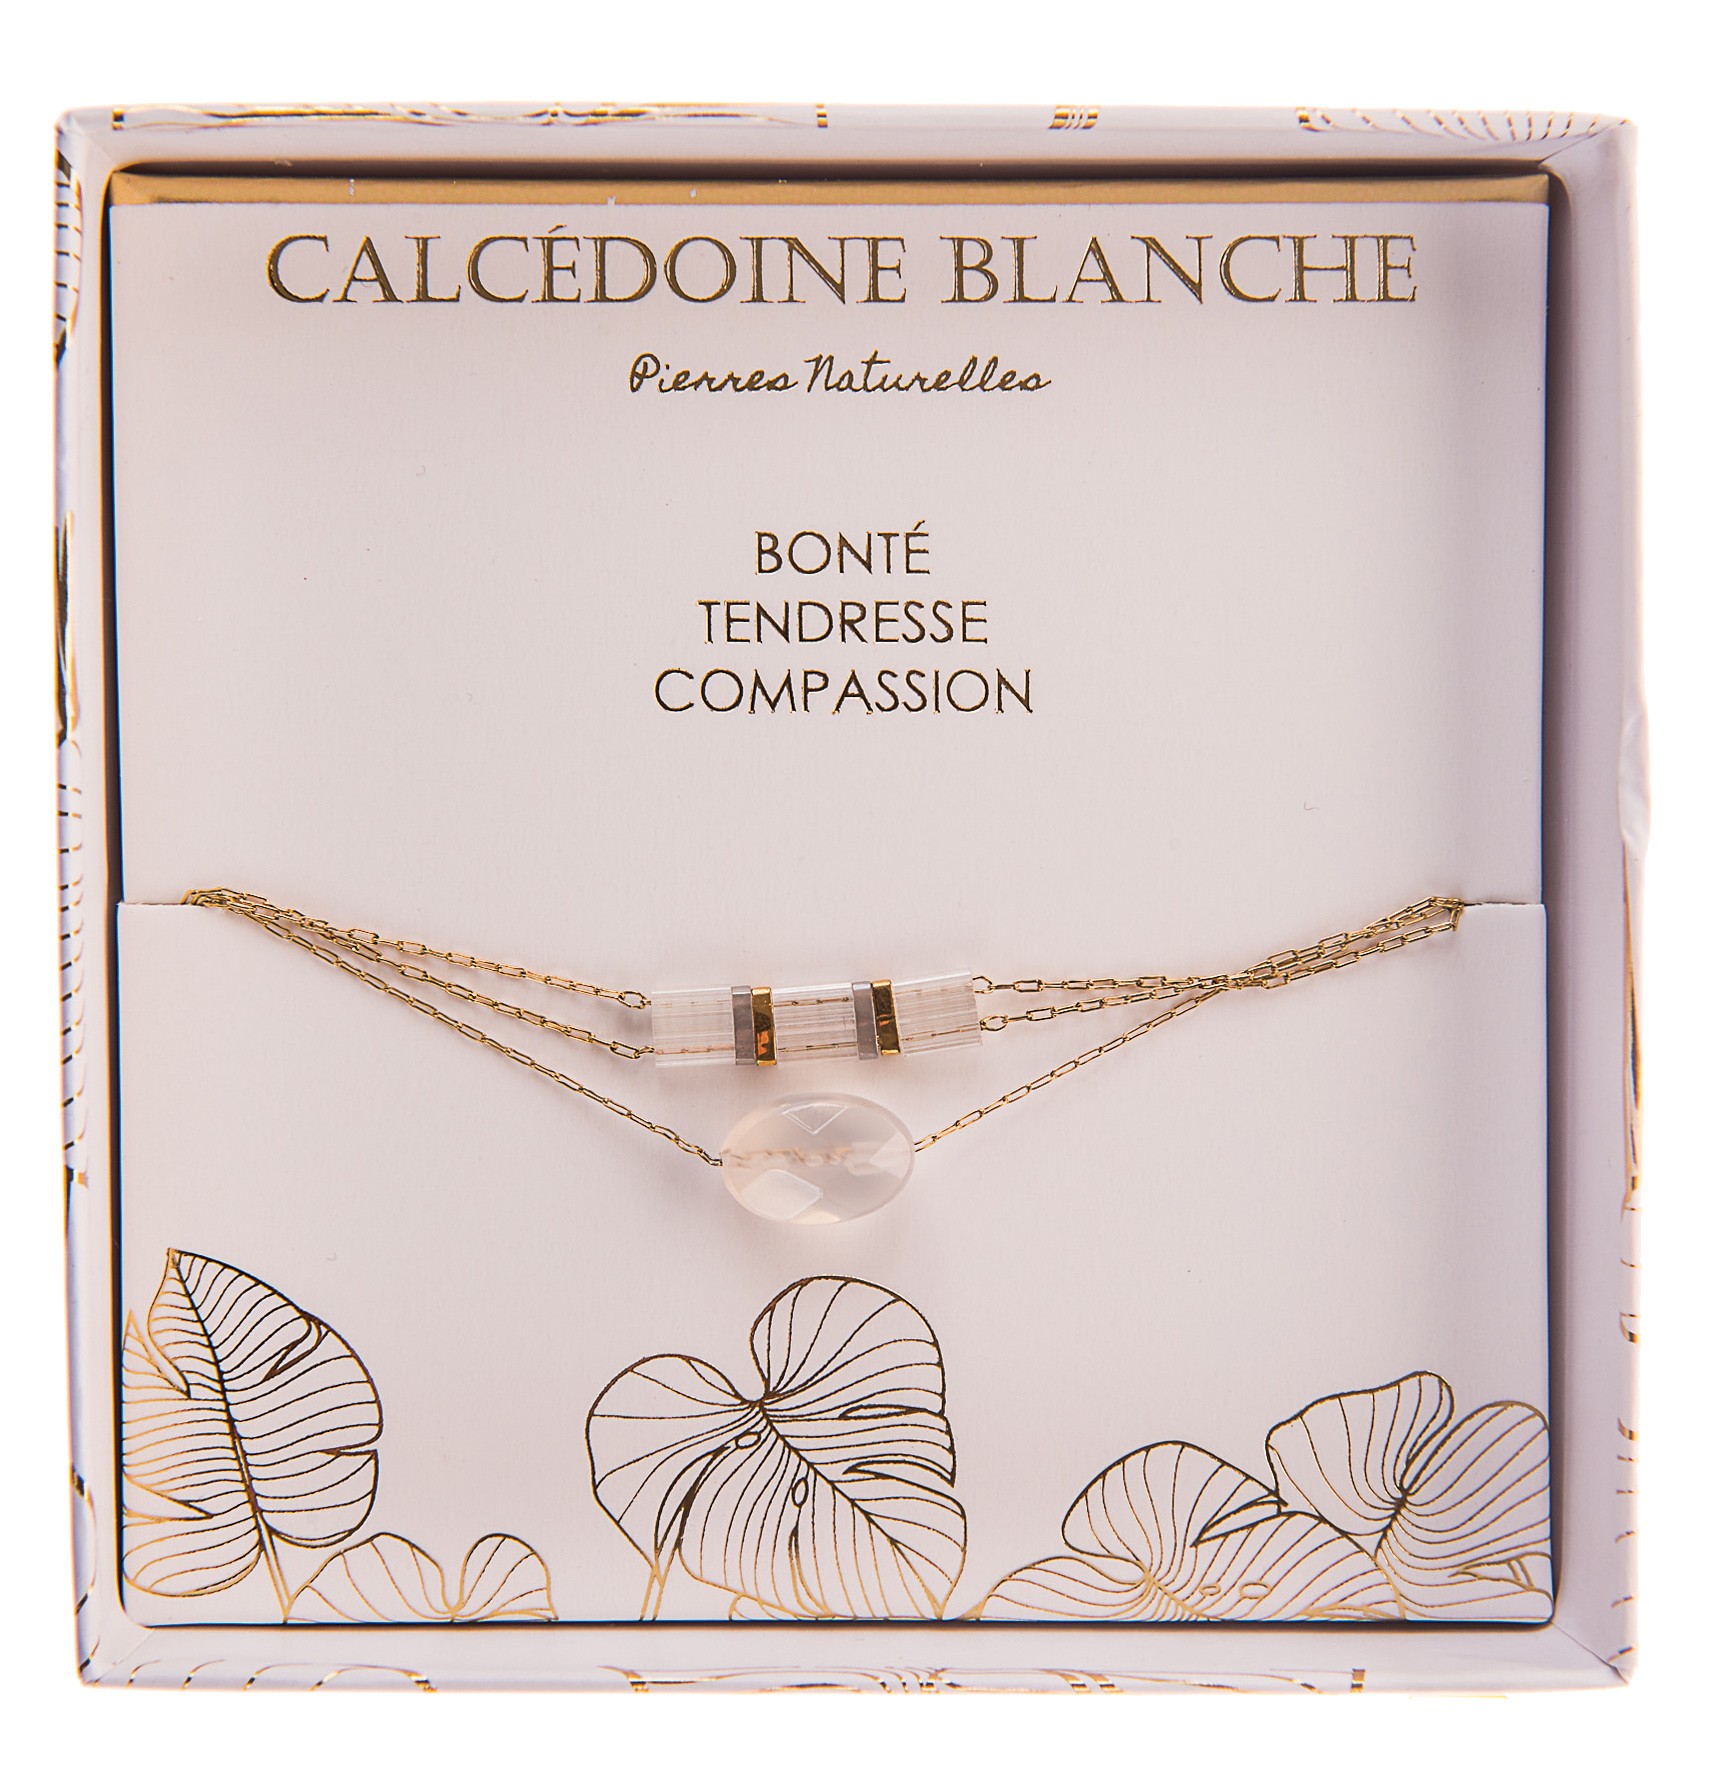 CALCÉDOINE BLANCHE
Pierres Naturelles
BONTÉ
TENDRESSE
COMPASSION